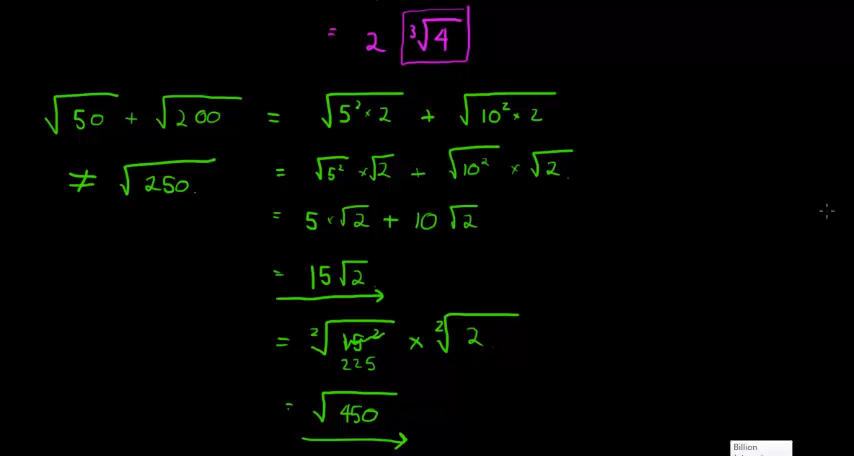 = 2 ∛4
√50 + √200 = √5² × 2 + √10² × 2
≠ √250. = √5² × √2 + √10² × √2.
= 5 × √2 + 10 √2
= 15√2
= ²√15² × ²√2
225
= √450
Billion